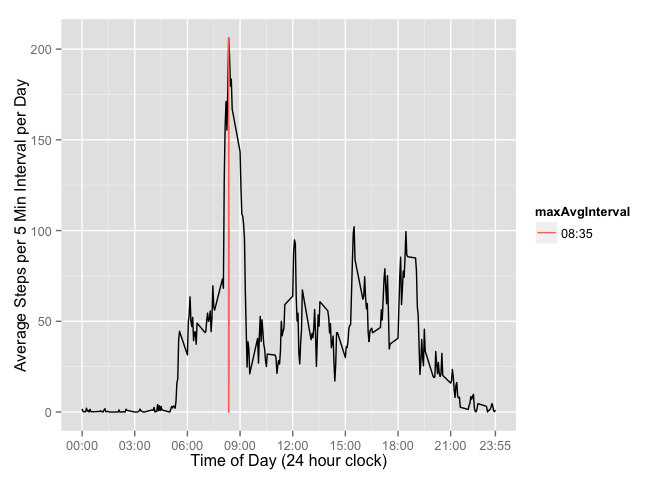 Average Steps per 5 Min Interval per Day
200
150
100
50
0
00:00 03:00 06:00 09:00 12:00 15:00 18:00 21:00 23:55
Time of Day (24 hour clock)
maxAvgInterval
08:35